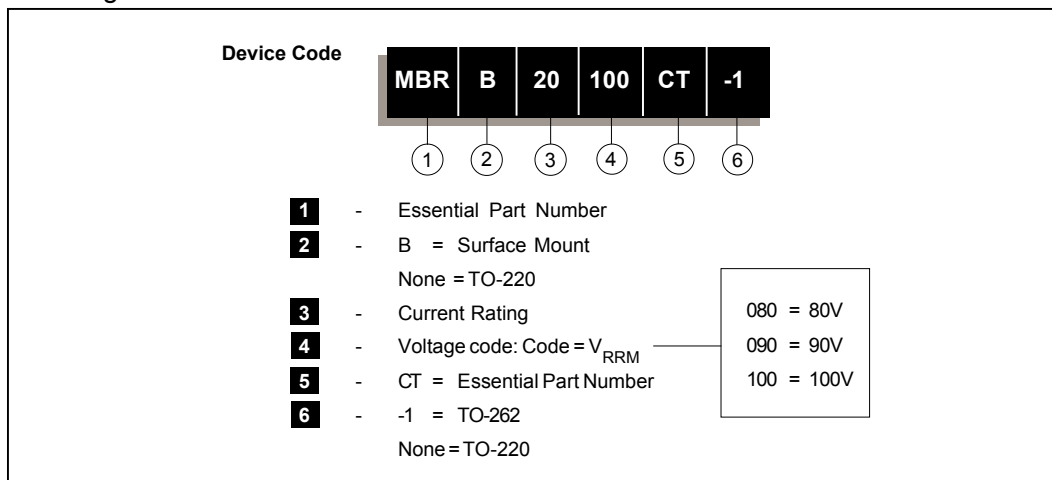 Device Code
MBR B 20 100 CT -1
1 2 3 4 5 6
1 - Essential Part Number
2 - B = Surface Mount
None = TO-220
3 - Current Rating
4 - Voltage code: Code = VRRM
5 - CT = Essential Part Number
6 - -1 = TO-262
None = TO-220
080 = 80V
090 = 90V
100 = 100V